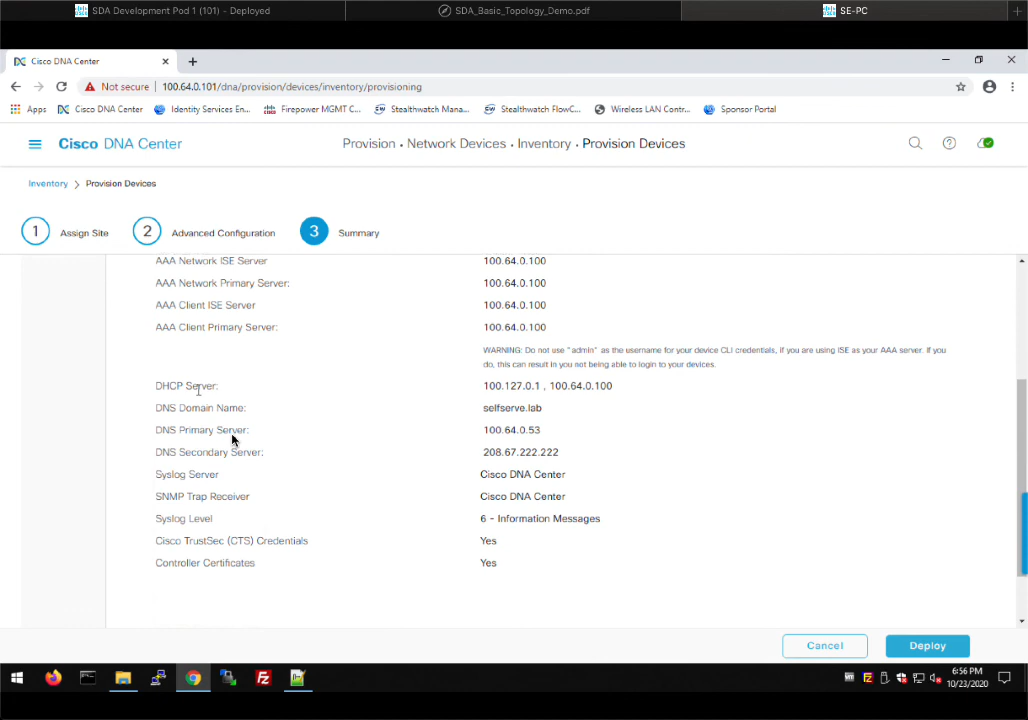 SDA Development Pod 1 (101) - Deployed
SDA_Basic_Topology_Demo.pdf
SE-PC
Cisco DNA Center
Not secure
100.64.0.101/dna/provision/devices/inventory/provisioning
Apps
Cisco DNA Center
Identity Services En...
Firepower MGMT C...
Stealthwatch Mana...
Stealthwatch FlowC...
Wireless LAN Contr...
Sponsor Portal
Cisco DNA Center
Provision • Network Devices • Inventory • Provision Devices
Inventory > Provision Devices
1 Assign Site
2 Advanced Configuration
3 Summary
AAA Network ISE Server 100.64.0.100
AAA Network Primary Server: 100.64.0.100
AAA Client ISE Server 100.64.0.100
AAA Client Primary Server: 100.64.0.100
WARNING: Do not use "admin" as the username for your device CLI credentials, if you are using ISE as your AAA server. If you
do, this can result in you not being able to login to your devices.
DHCP Server: 100.127.0.1 , 100.64.0.100
DNS Domain Name: selfserve.lab
DNS Primary Server: 100.64.0.53
DNS Secondary Server: 208.67.222.222
Syslog Server Cisco DNA Center
SNMP Trap Receiver Cisco DNA Center
Syslog Level 6 - Information Messages
Cisco TrustSec (CTS) Credentials Yes
Controller Certificates Yes
Cancel
Deploy
6:56 PM
10/23/2020